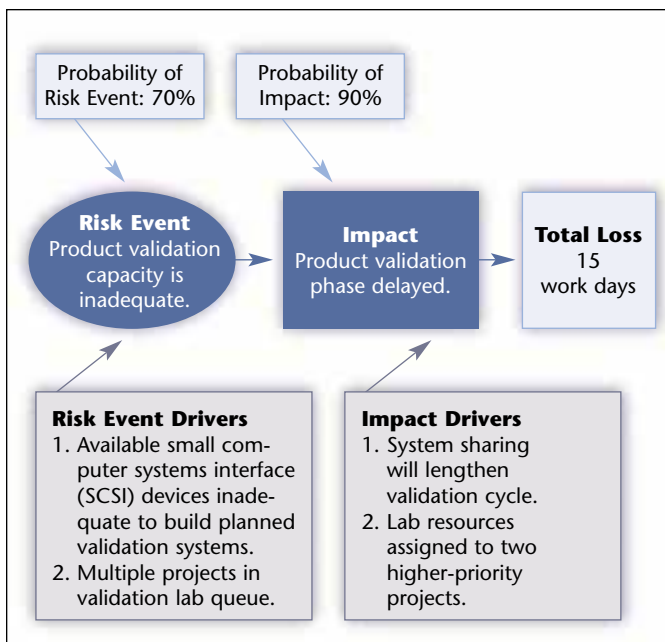 Probability of
Risk Event: 70%
Probability of
Impact: 90%
Risk Event
Product validation
capacity is
inadequate.
Impact
Product validation
phase delayed.
Total Loss
15
work days
Risk Event Drivers
1. Available small com-
puter systems interface
(SCSI) devices inade-
quate to build planned
validation systems.
2. Multiple projects in
validation lab queue.
Impact Drivers
1. System sharing
will lengthen
validation cycle.
2. Lab resources
assigned to two
higher-priority
projects.